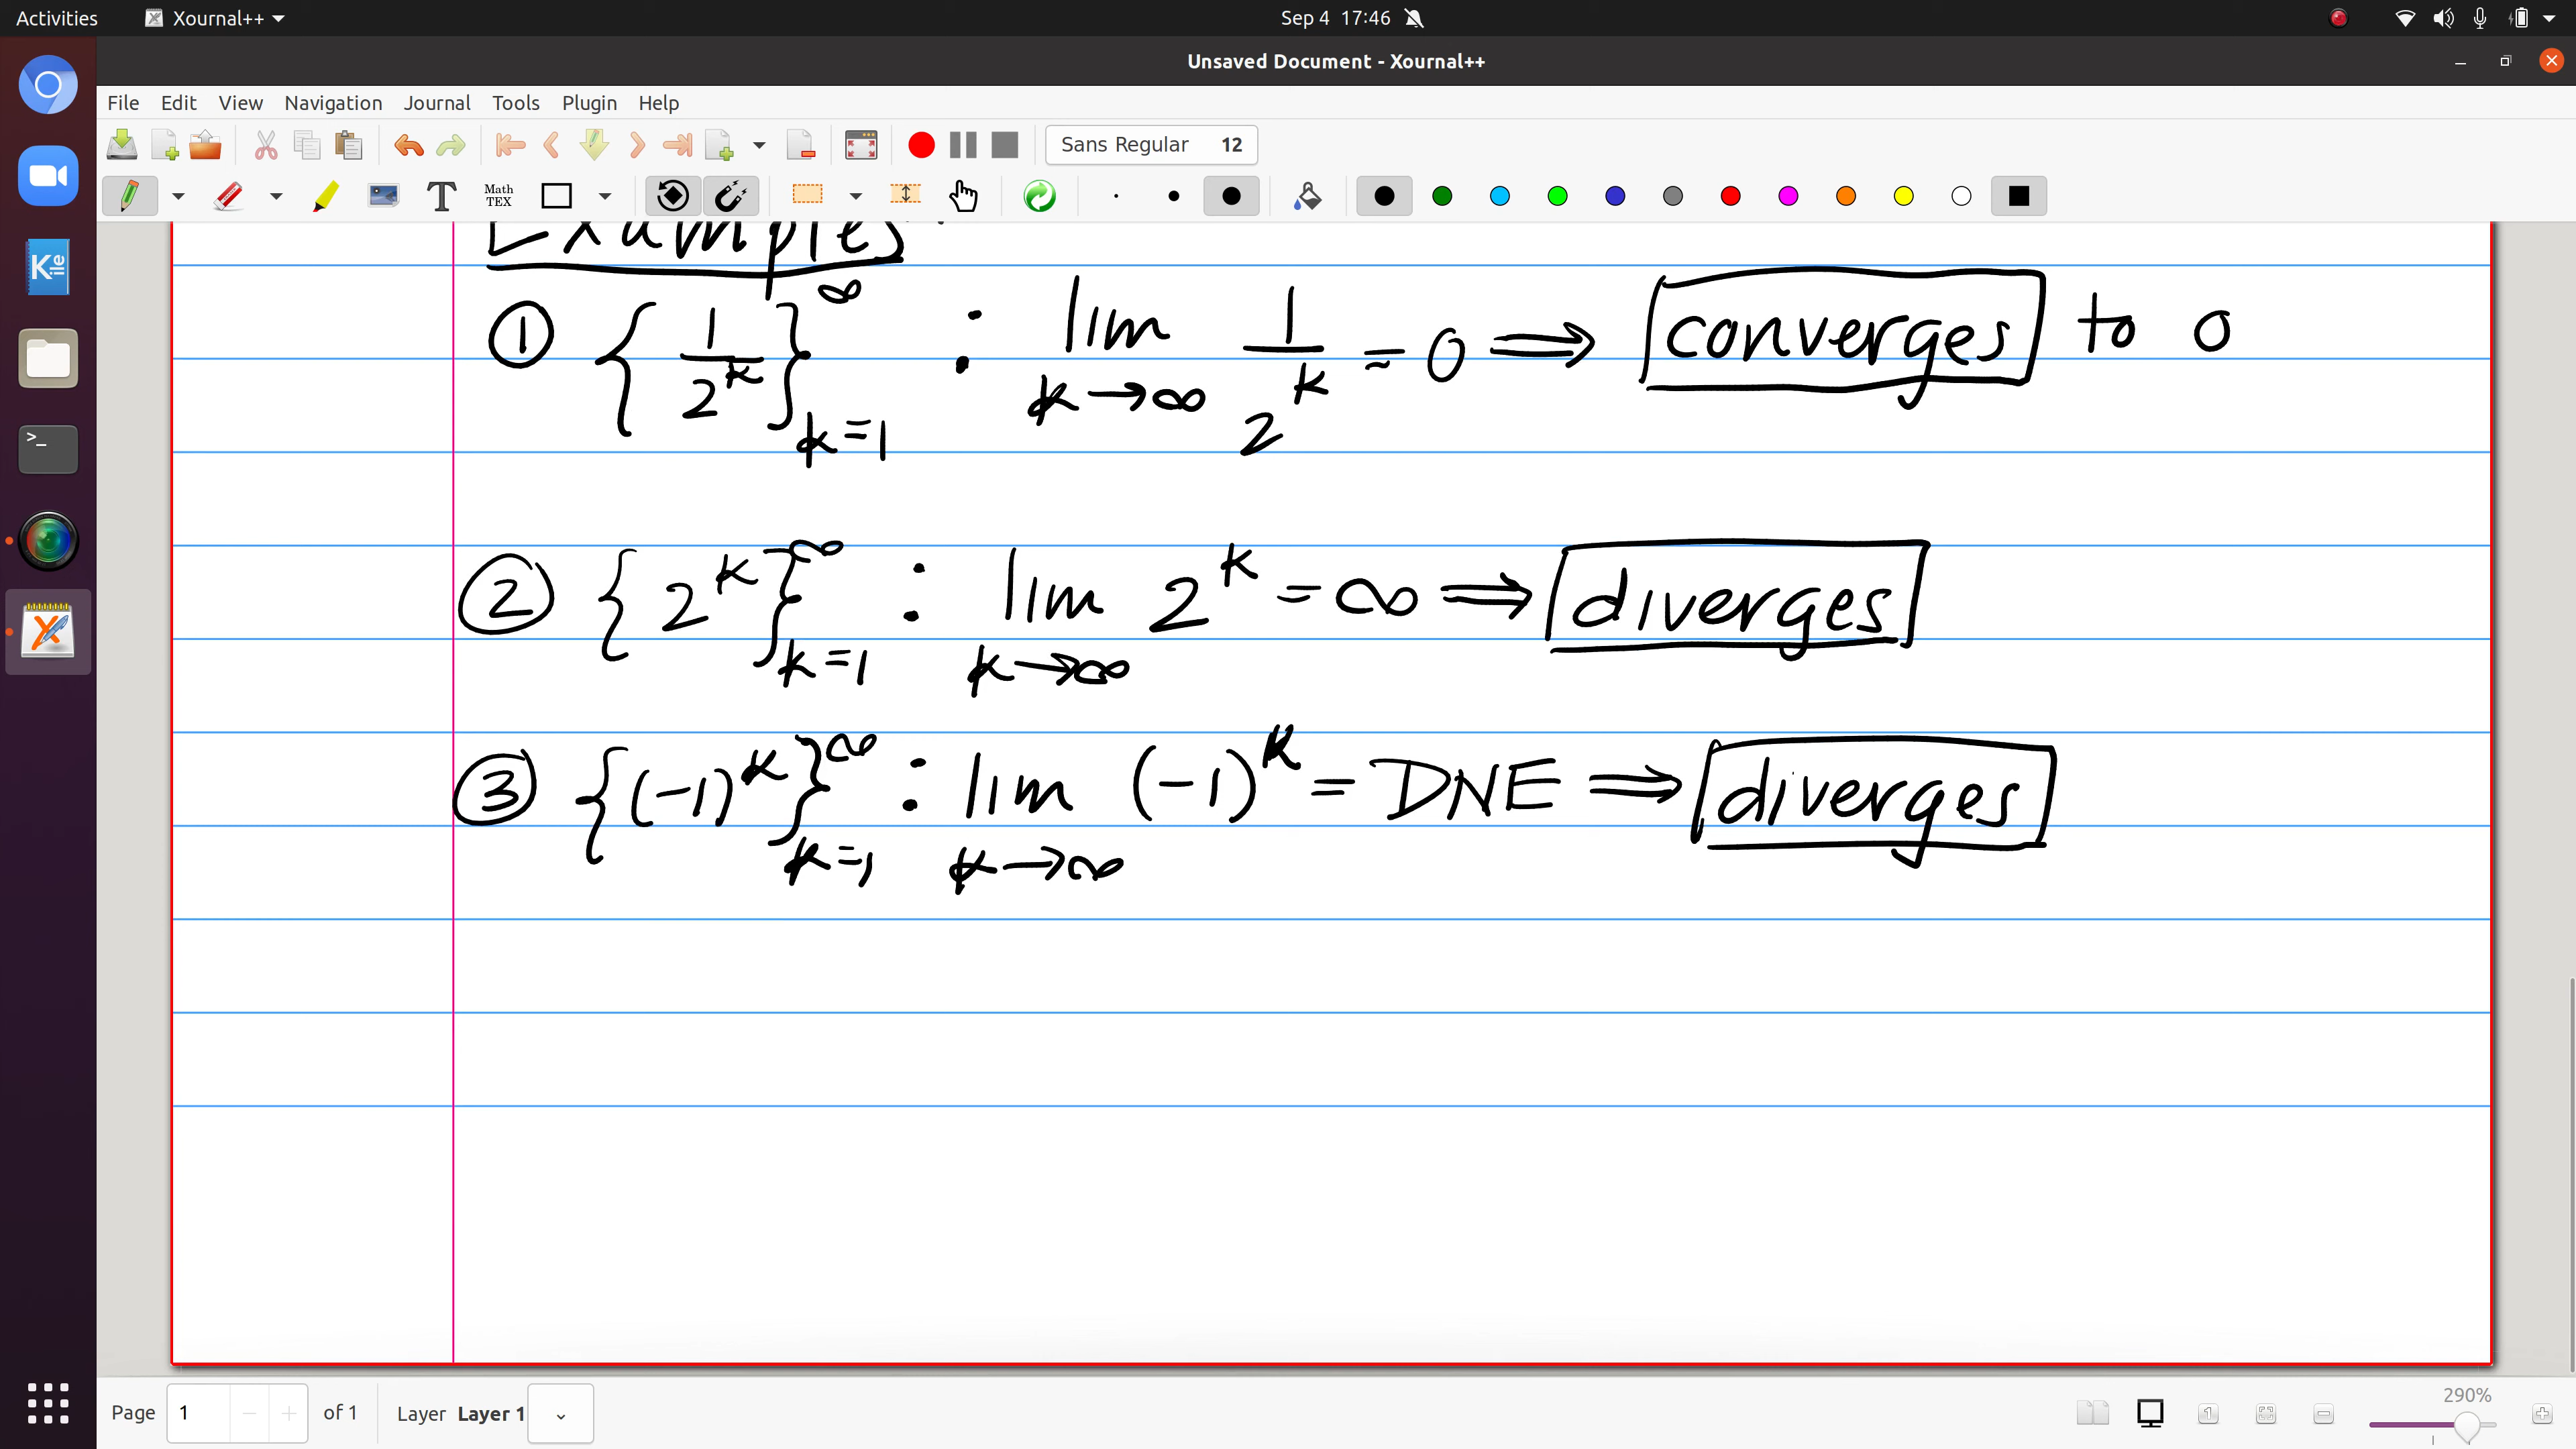 Activities Xournal++ Sep 4 17:46
Unsaved Document - Xournal++
File Edit View Navigation Journal Tools Plugin Help
Sans Regular 12
Math TEX
Examples:
① { 1/2^k }_{k=1}^∞ : lim_{k→∞} 1/2^k = 0 ⟹ converges to 0
② { 2^k }_{k=1}^∞ : lim_{k→∞} 2^k = ∞ ⟹ diverges
③ { (-1)^k }_{k=1}^∞ : lim_{k→∞} (-1)^k = DNE ⟹ diverges
Page 1 of 1 Layer Layer 1 290%